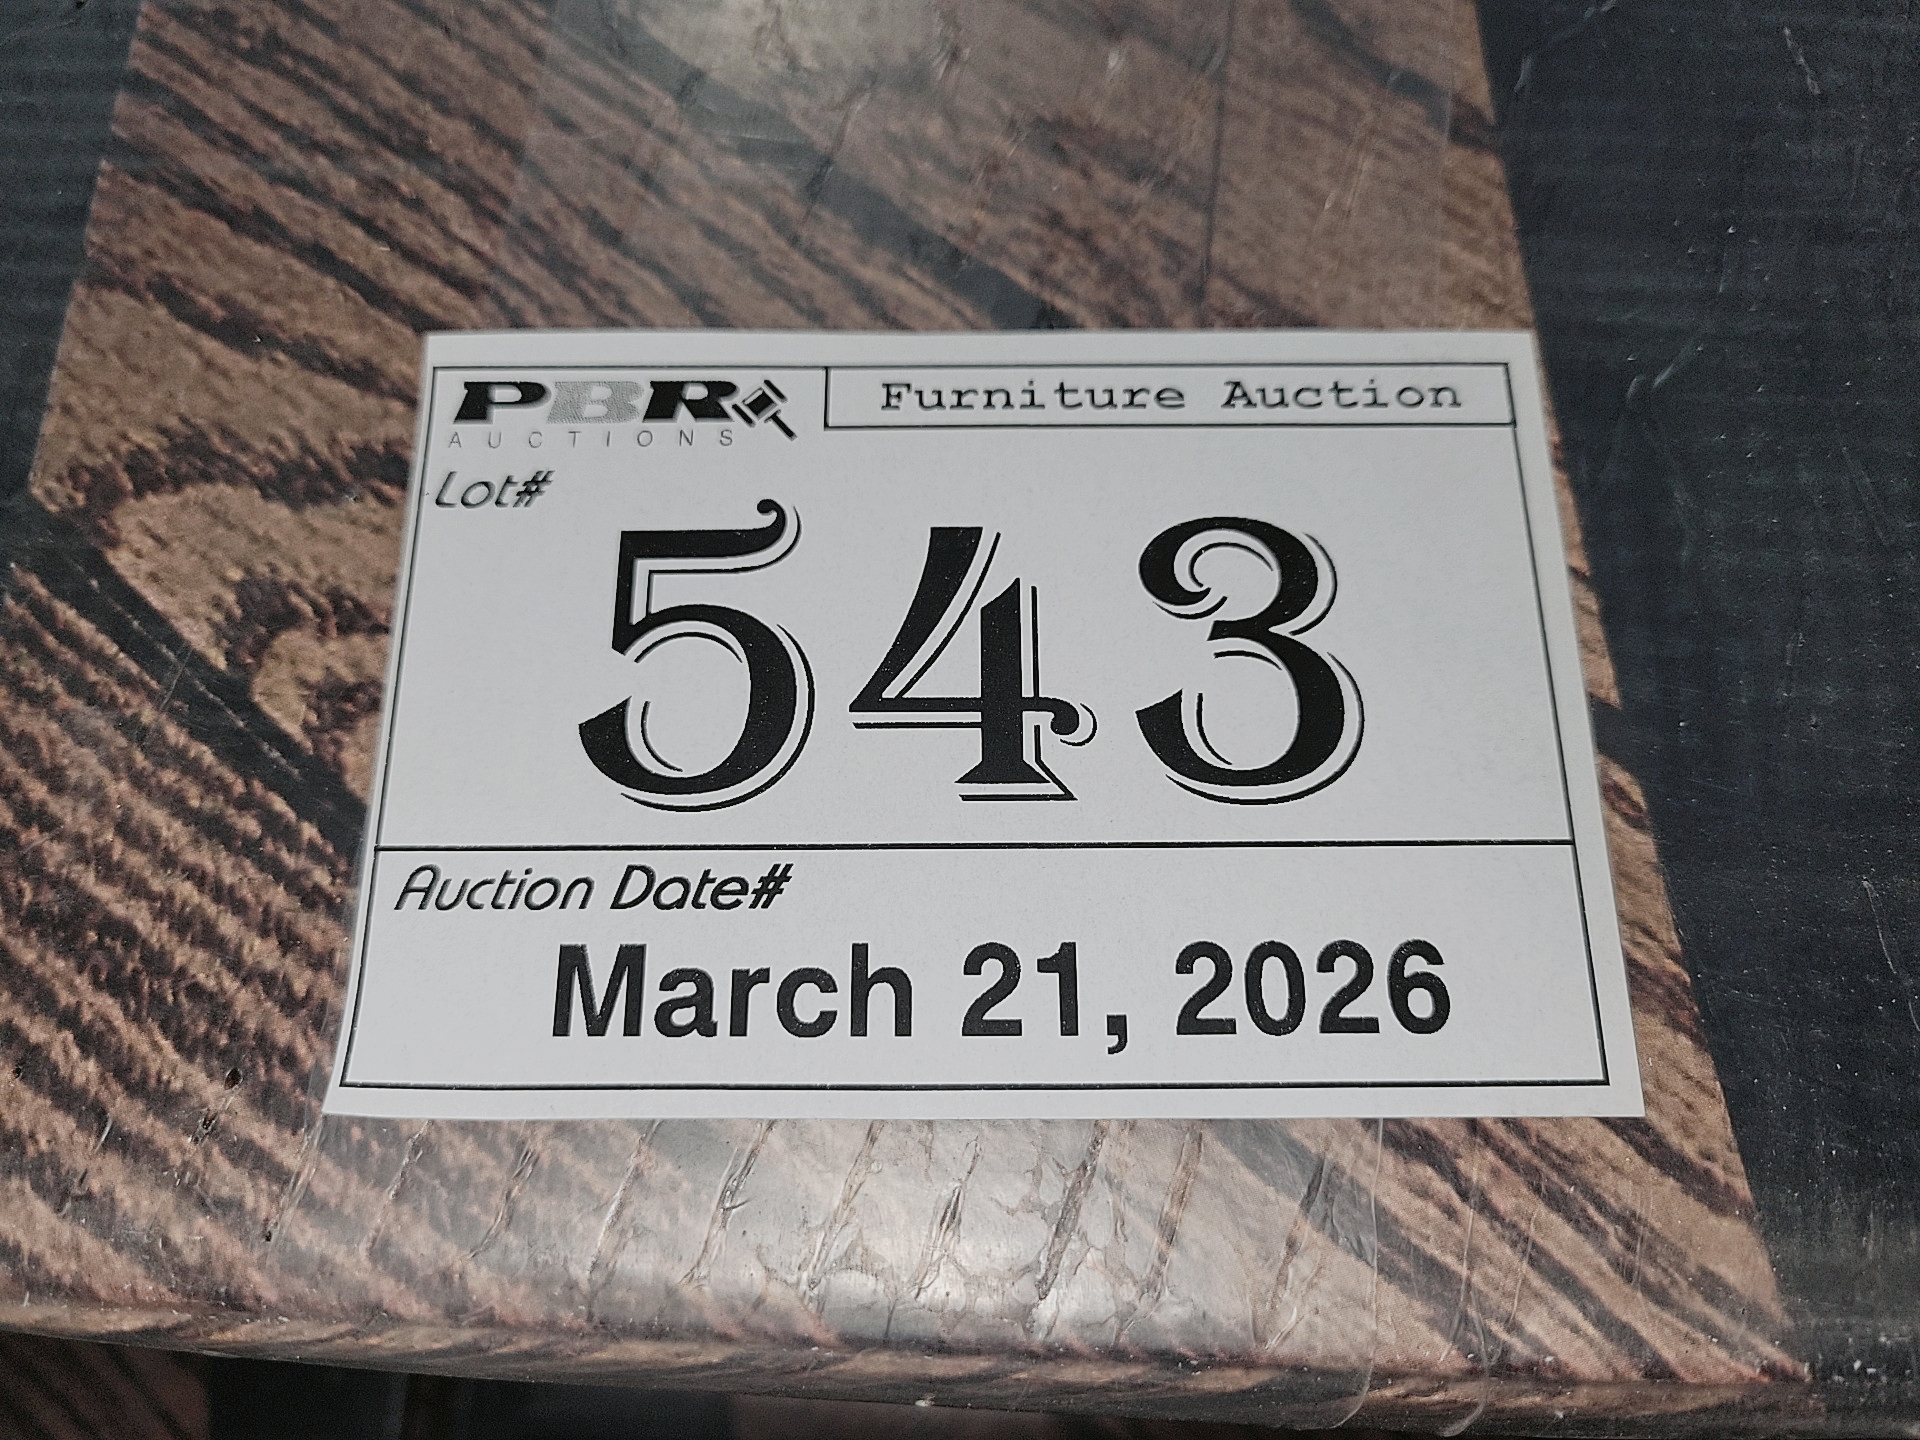 PBR
AUCTIONS
Furniture Auction
Lot#
543
Auction Date#
March 21, 2026